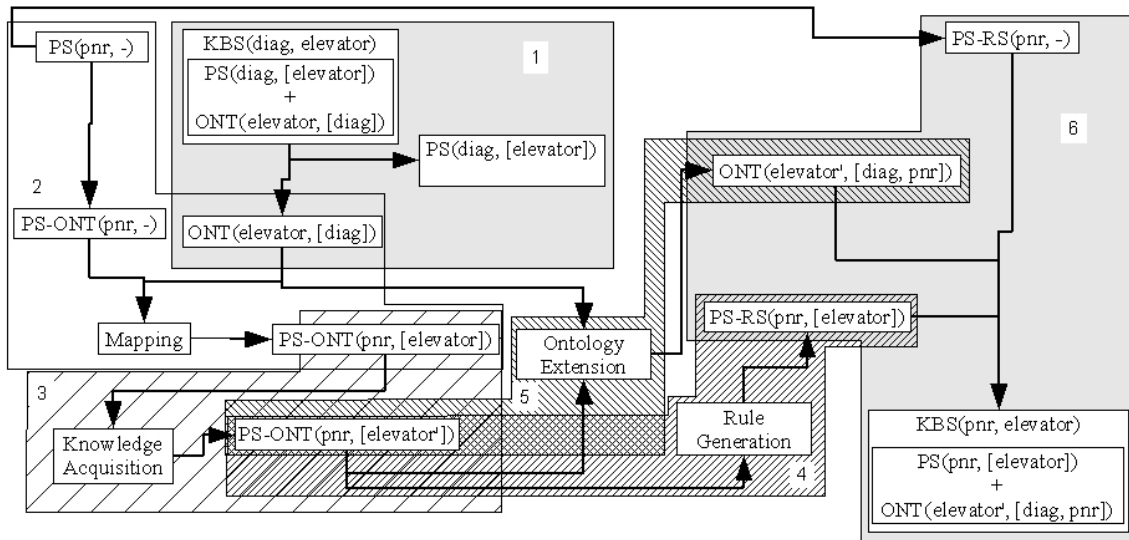 PS(pnr, -)
KBS(diag, elevator)
PS(diag, [elevator])
+
ONT(elevator, [diag])
1
PS-RS(pnr, -)
6
PS(diag, [elevator])
ONT(elevator', [diag, pnr])
2
PS-ONT(pnr, -)
ONT(elevator, [diag])
Mapping
PS-ONT(pnr, [elevator])
Ontology
Extension
PS-RS(pnr, [elevator])
3
5
Knowledge
Acquisition
PS-ONT(pnr, [elevator'])
Rule
Generation
4
KBS(pnr, elevator)
PS(pnr, [elevator])
+
ONT(elevator', [diag, pnr])